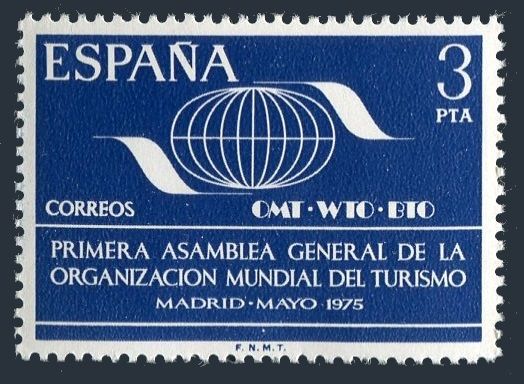 ESPAÑA
3
PTA
CORREOS
OMT·WTO·BTO
PRIMERA ASAMBLEA GENERAL DE LA
ORGANIZACION MUNDIAL DEL TURISMO
MADRID·MAYO 1975
F.N.M.T.